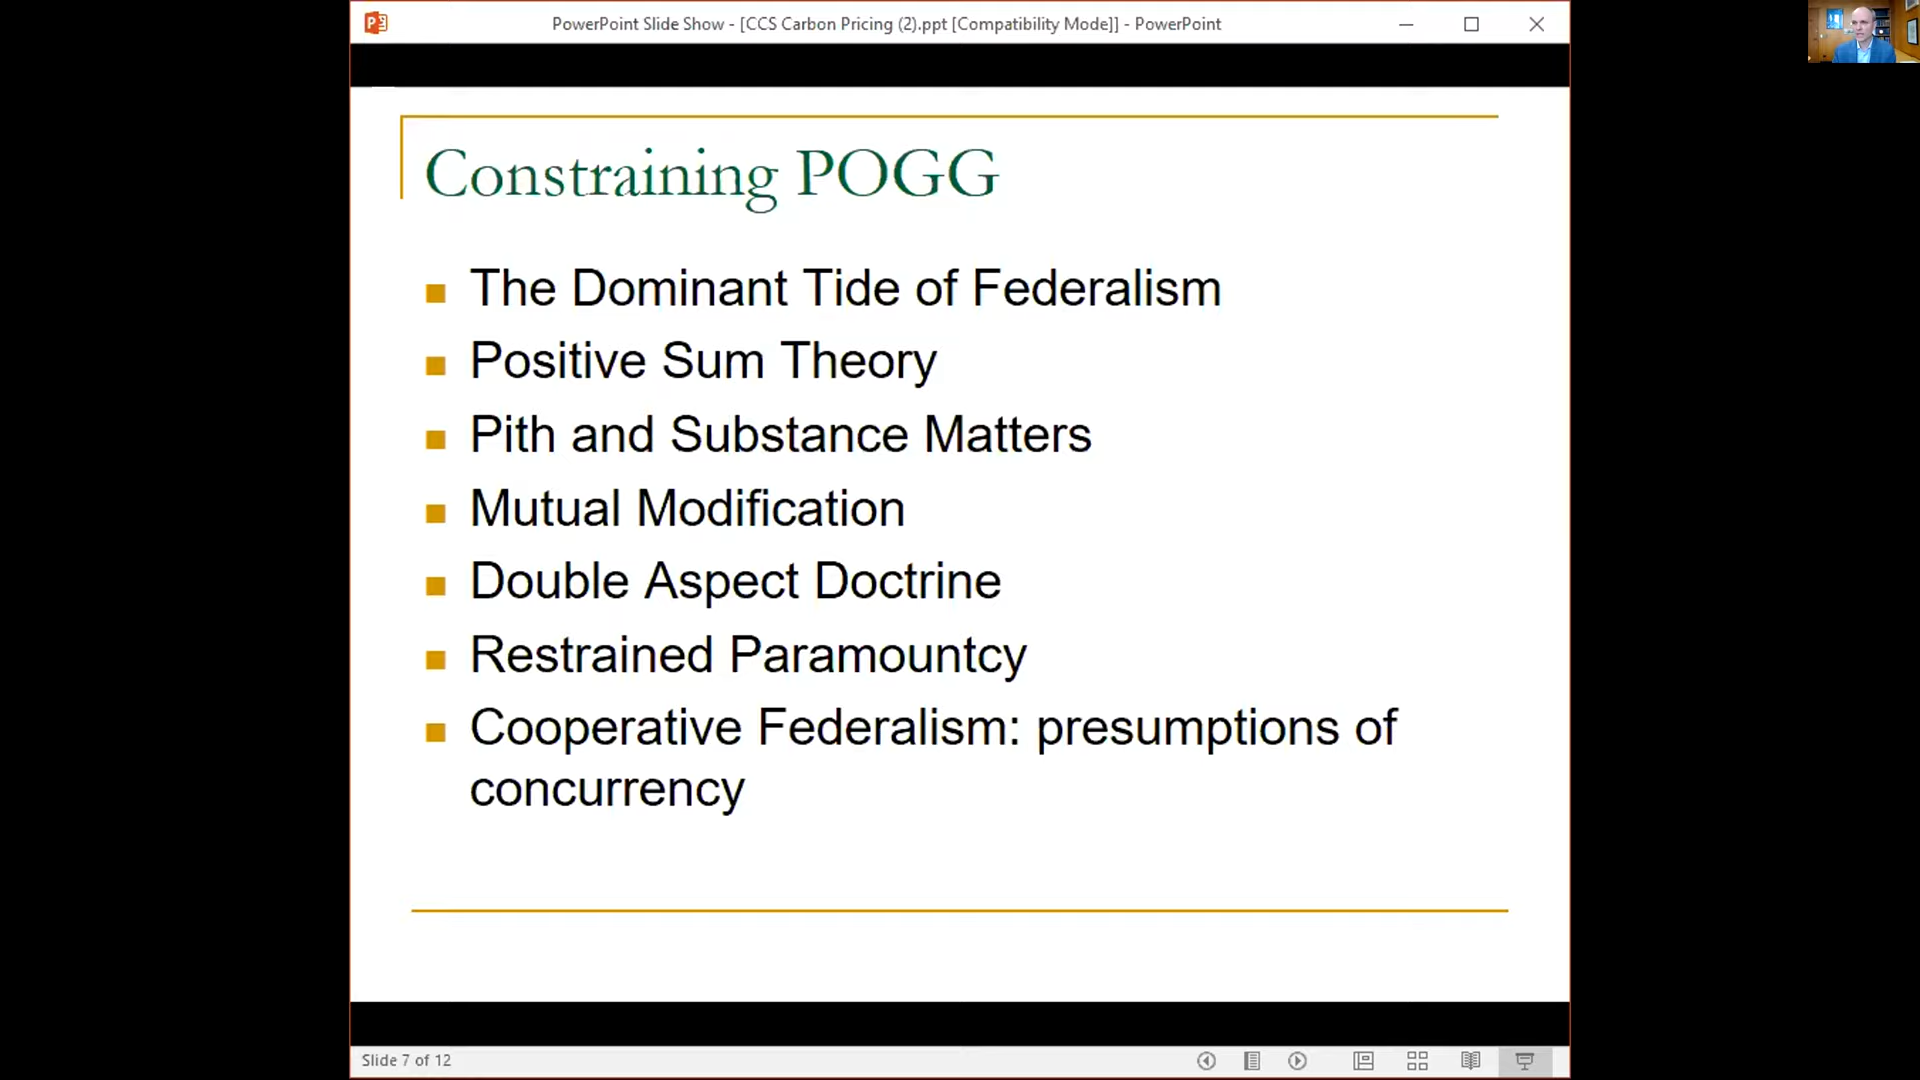 PowerPoint Slide Show - [CCS Carbon Pricing (2).ppt [Compatibility Mode]] - PowerPoint
Constraining POGG
The Dominant Tide of Federalism
Positive Sum Theory
Pith and Substance Matters
Mutual Modification
Double Aspect Doctrine
Restrained Paramountcy
Cooperative Federalism: presumptions of
concurrency
Slide 7 of 12